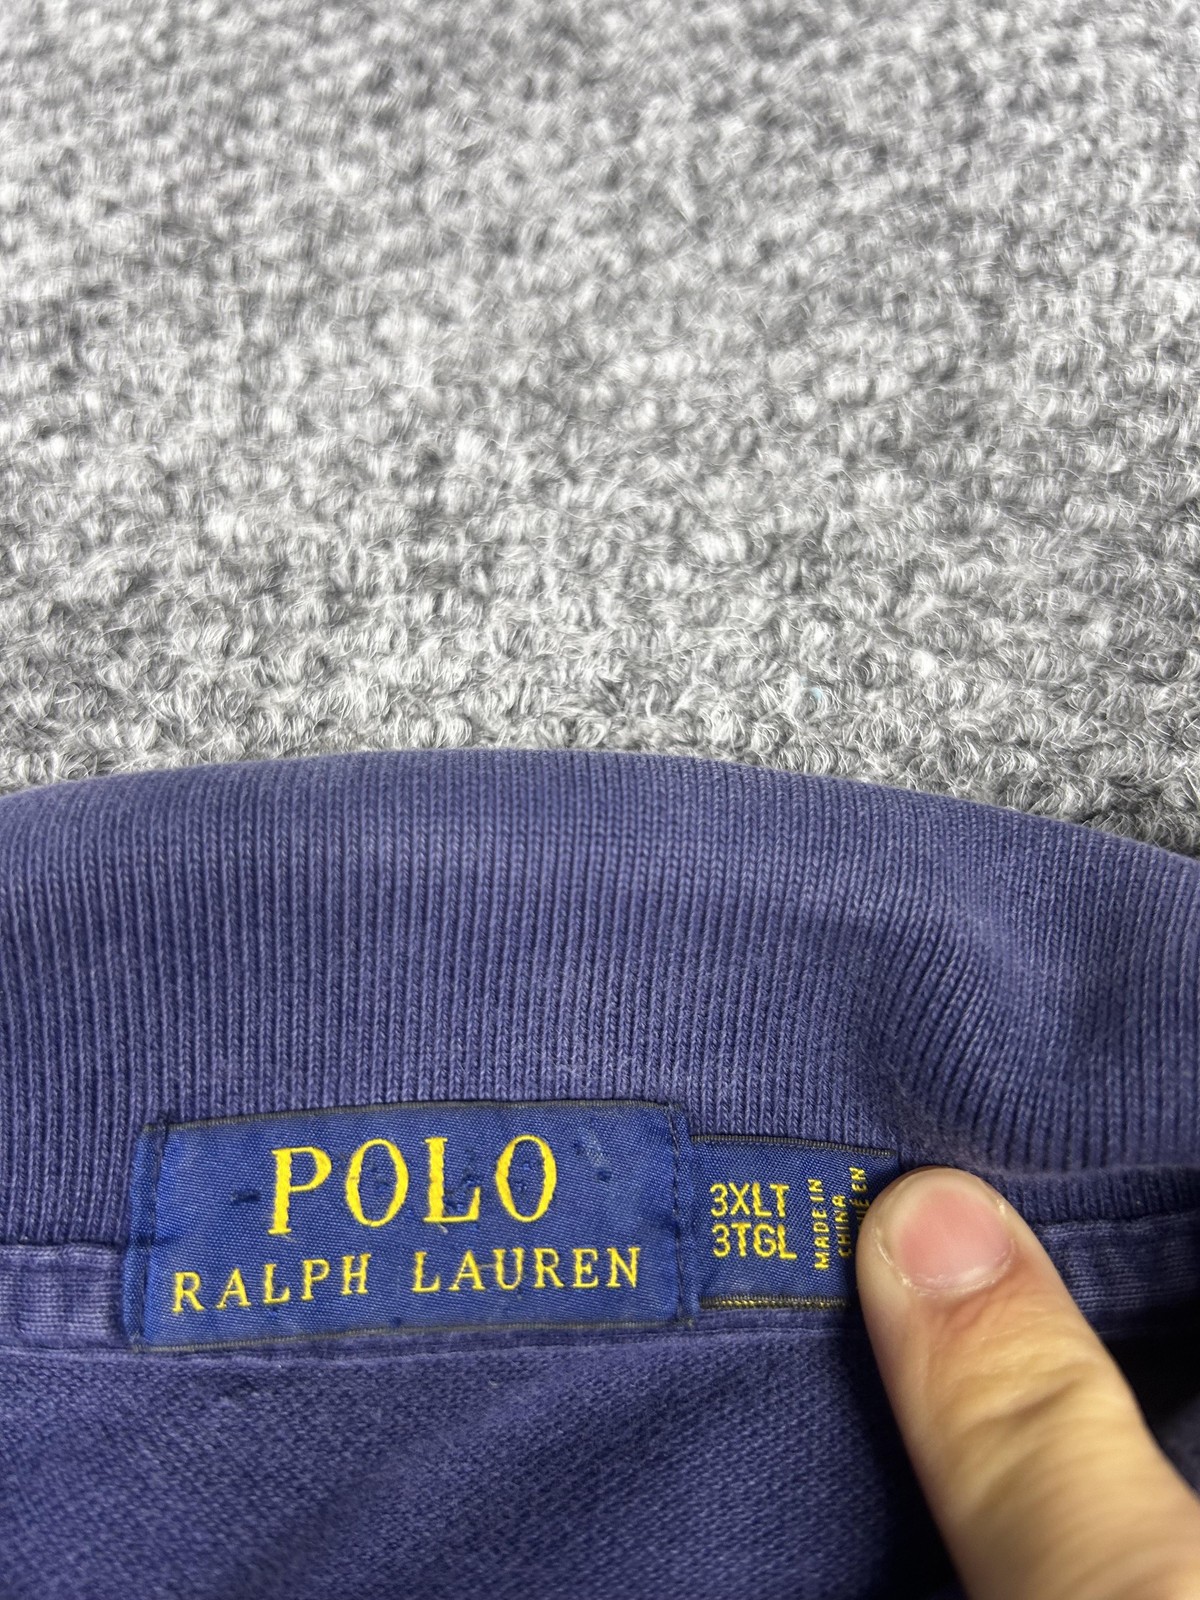 POLO
RALPH LAUREN
3XLT
3TGL
MADE IN
CHINA